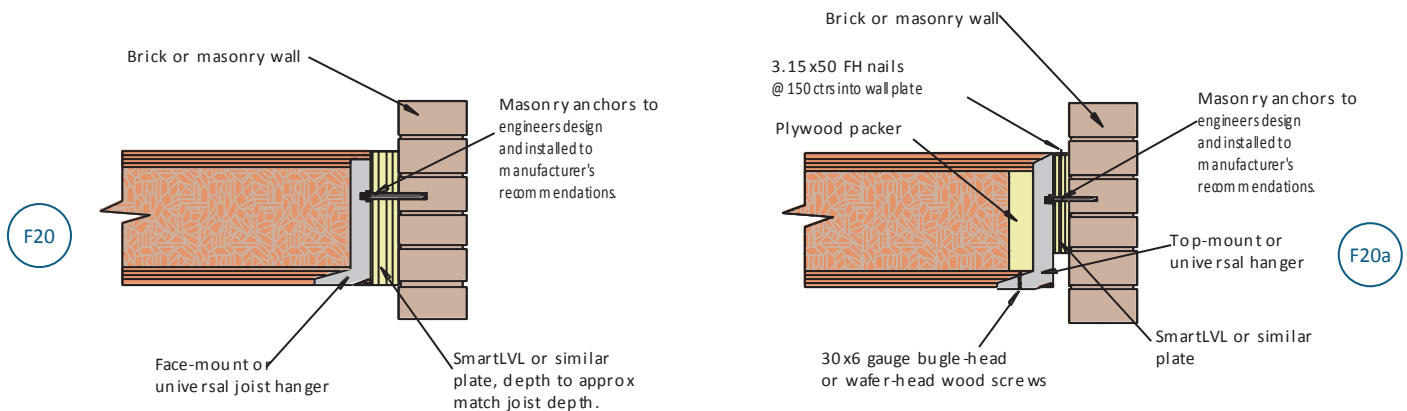 Brick or masonry wall
Masonry anchors to
engineers design
and installed to
manufacturer's
recommendations.
F20
Face-mount or
universal joist hanger
SmartLVL or similar
plate, depth to approx
match joist depth.
Brick or masonry wall
3.15x50 FH nails
@ 150 ctrs into wall plate
Plywood packer
Masonry anchors to
engineers design
and installed to
manufacturer's
recommendations.
Top-mount or
universal hanger
F20a
30x6 gauge bugle-head
or wafer-head wood screws
SmartLVL or similar
plate